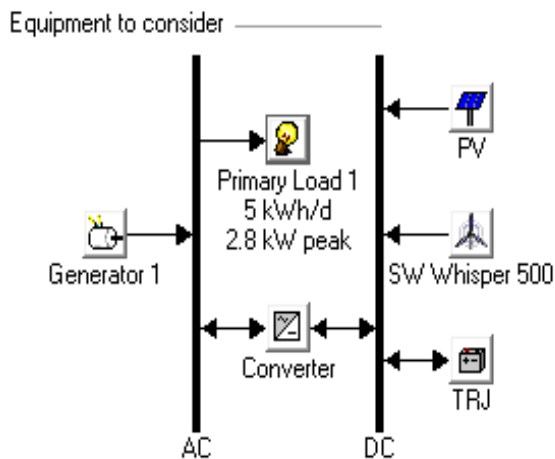 Equipment to consider
PV
Primary Load 1
5 kWh/d
2.8 kW peak
Generator 1
SW Whisper 500
Converter
TRJ
AC
DC